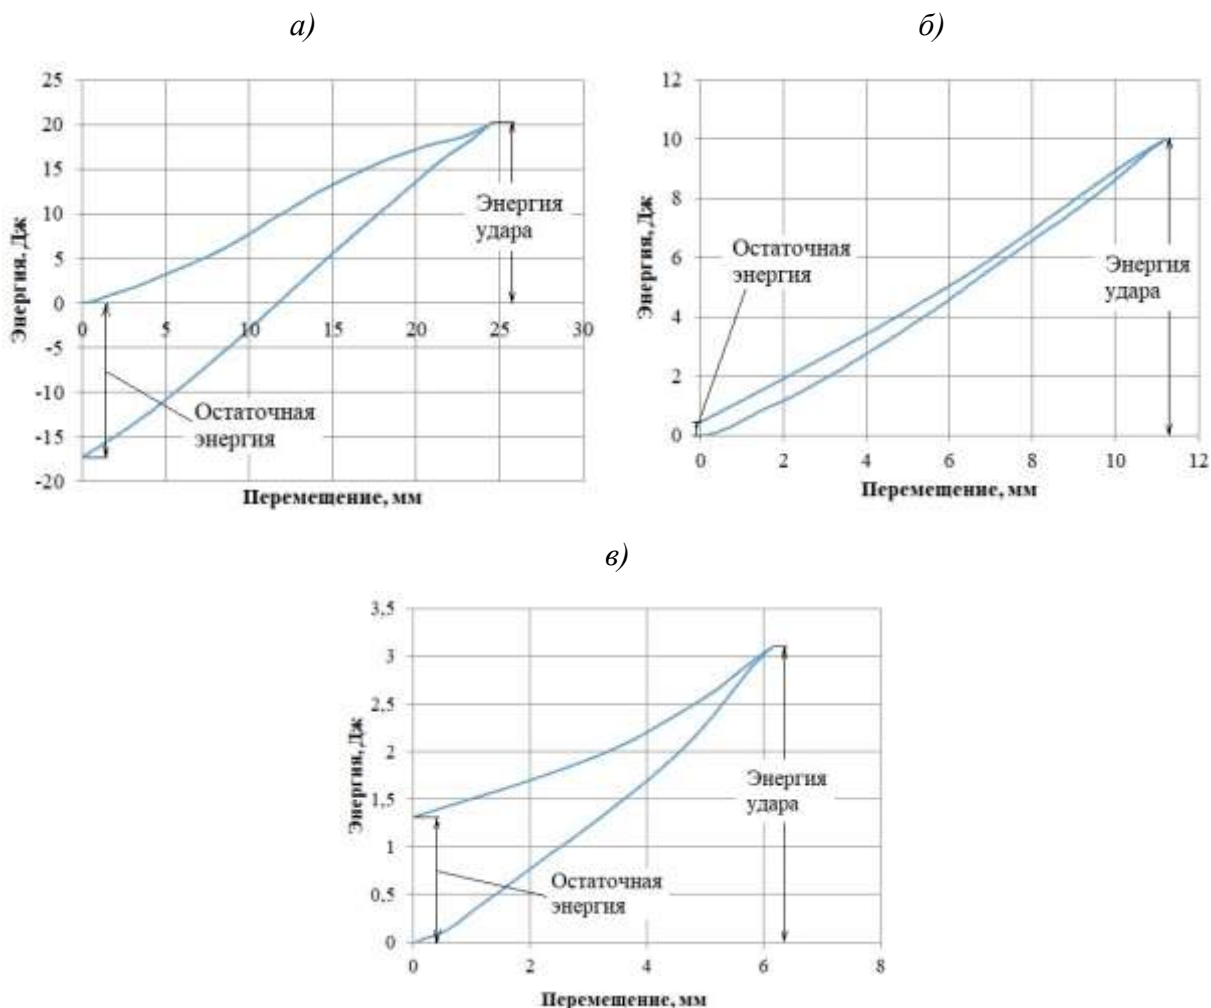 а)
б)
25
20
15
10
5
0
-5
-10
-15
-20
0
5
10
15
20
25
30
Энергия, Дж
Перемещение, мм
Энергия
удара
Остаточная
энергия
12
10
8
6
4
2
0
0
2
4
6
8
10
12
Энергия, Дж
Перемещение, мм
Остаточная
энергия
Энергия
удара
в)
3,5
3
2,5
2
1,5
1
0,5
0
0
2
4
6
8
Энергия, Дж
Перемещение, мм
Энергия
удара
Остаточная
энергия